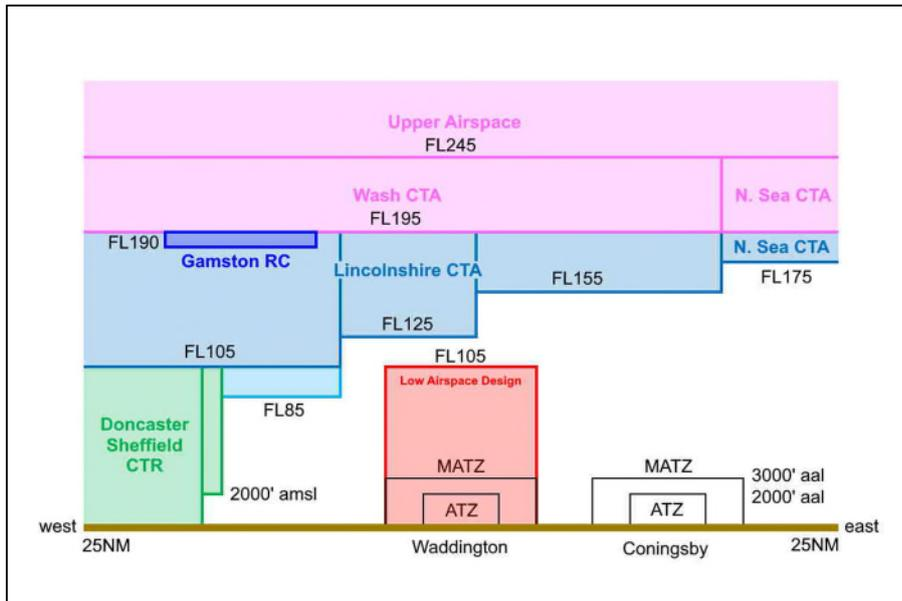 Upper Airspace
FL245
Wash CTA
N. Sea CTA
FL195
FL190
Gamston RC
Lincolnshire CTA
N. Sea CTA
FL155
FL175
FL125
FL105
FL105
Low Airspace Design
FL85
Doncaster
Sheffield
CTR
MATZ
MATZ
3000' aal
2000' amsl
2000' aal
ATZ
ATZ
west
east
25NM
Waddington
Coningsby
25NM